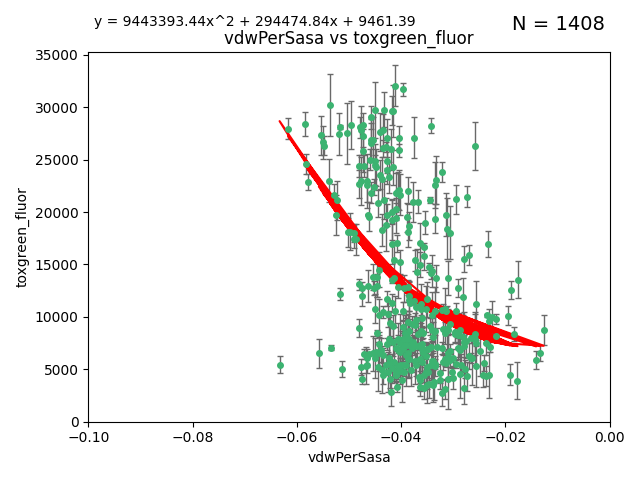 y = 9443393.44x^2 + 294474.84x + 9461.39
N = 1408
vdwPerSasa vs toxgreen_fluor
35000
30000
25000
20000
15000
10000
5000
0
toxgreen_fluor
−0.10
−0.08
−0.06
−0.04
−0.02
0.00
vdwPerSasa